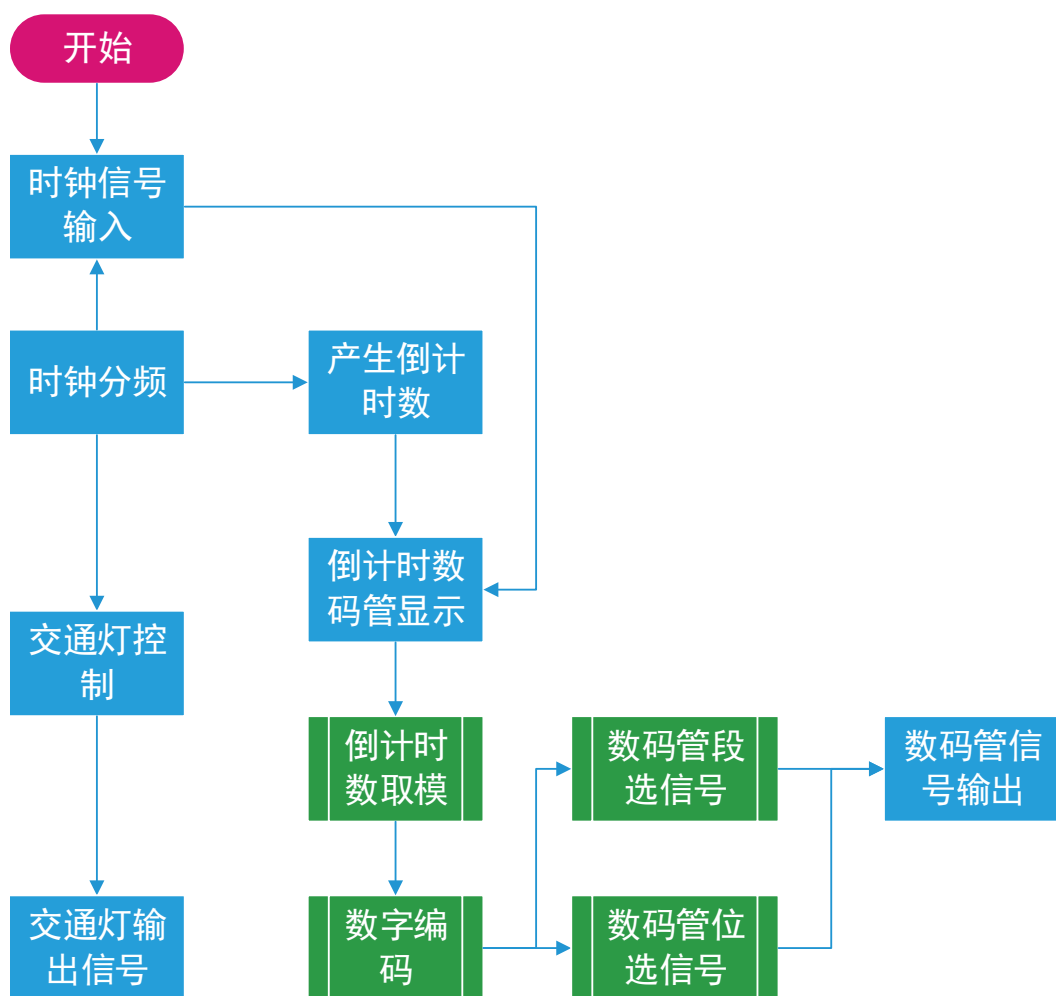 开始
时钟信号
输入
时钟分频
产生倒计
时数
倒计时数
码管显示
交通灯控
制
倒计时
数取模
数码管段
选信号
数码管信
号输出
交通灯输
出信号
数字编
码
数码管位
选信号